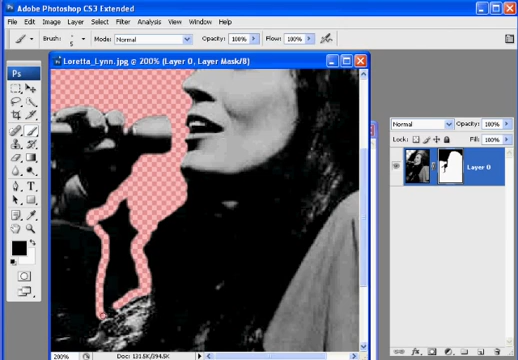 Adobe Photoshop CS3 Extended
File Edit Image Layer Select Filter Analysis View Window Help
Brush: 5 Mode: Normal Opacity: 100% Flow: 100%
Ps
Loretta_Lynn.jpg @ 200% (Layer 0, Layer Mask/8)
Normal Opacity: 100%
Lock: Fill: 100%
Layer 0
T
200% Doc: 131.5K/394.5K
fx